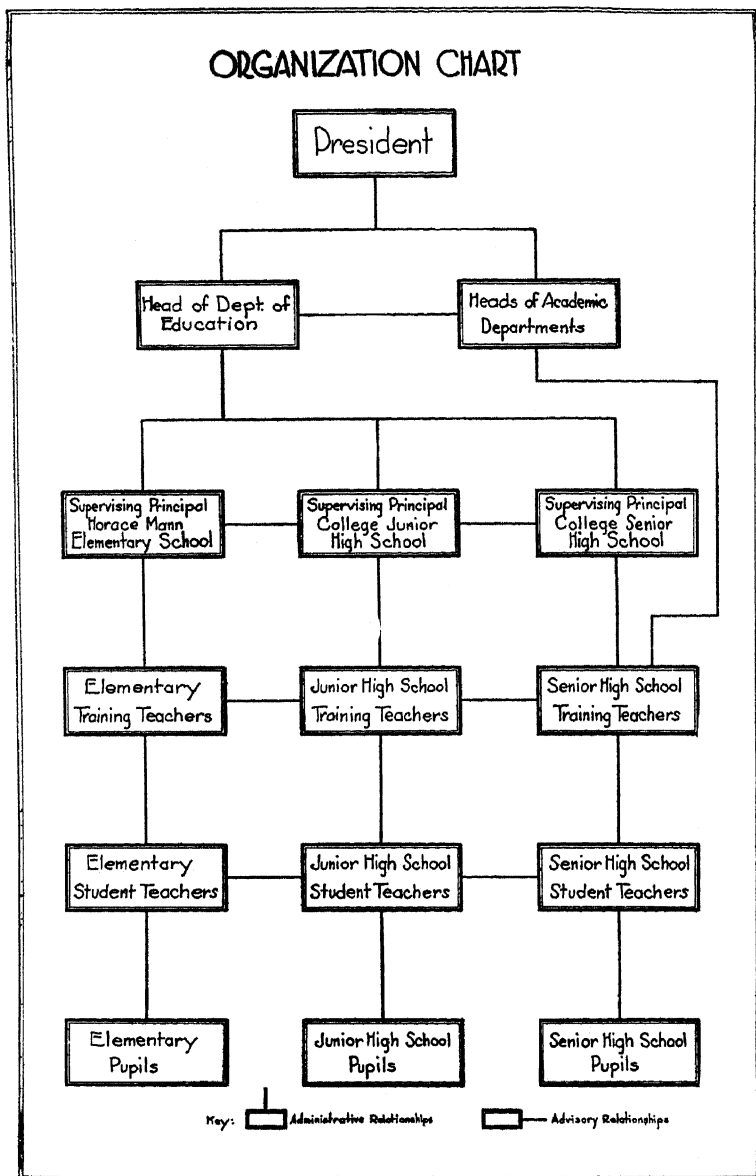 ORGANIZATION CHART
President
Head of Dept. of
Education
Heads of Academic
Departments
Supervising Principal
Horace Mann
Elementary School
Supervising Principal
College Junior
High School
Supervising Principal
College Senior
High School
Elementary
Training Teachers
Junior High School
Training Teachers
Senior High School
Training Teachers
Elementary
Student Teachers
Junior High School
Student Teachers
Senior High School
Student Teachers
Elementary
Pupils
Junior High School
Pupils
Senior High School
Pupils
Key: Administrative Relationships Advisory Relationships